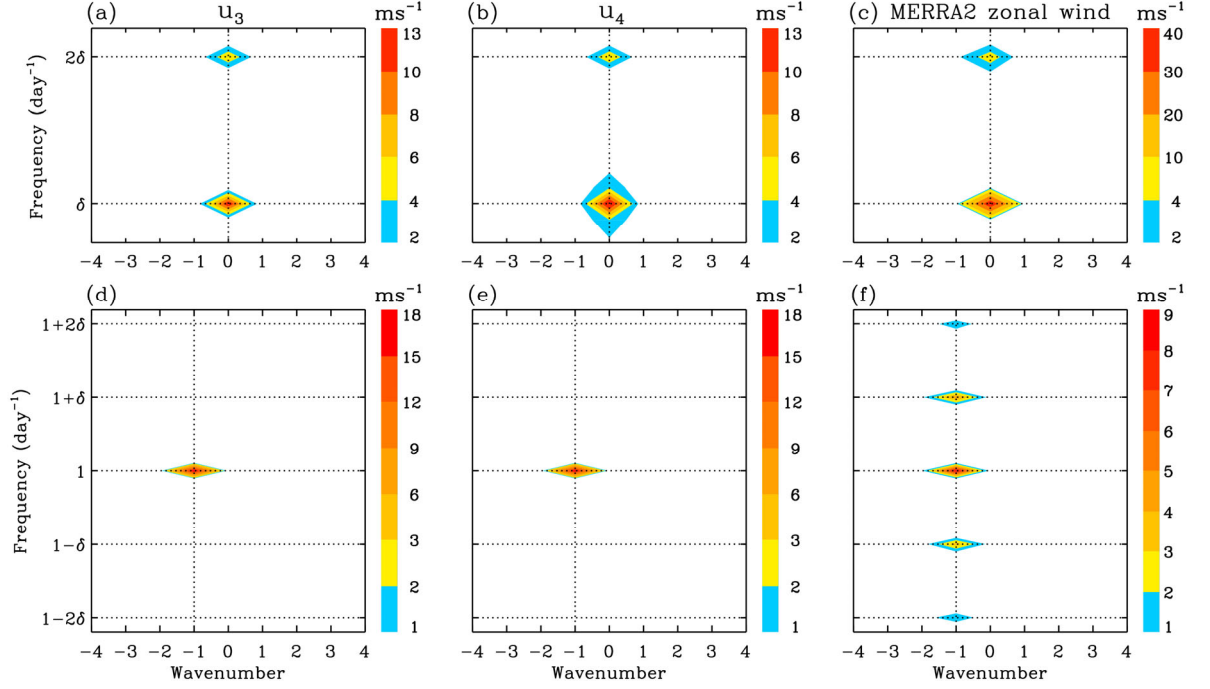 (a) u₃ ms⁻¹
(b) u₄ ms⁻¹
(c) MERRA2 zonal wind ms⁻¹
Frequency (day⁻¹)
2δ
δ
13
10
8
6
4
2
13
10
8
6
4
2
40
30
20
10
4
2
−4 −3 −2 −1 0 1 2 3 4
−4 −3 −2 −1 0 1 2 3 4
−4 −3 −2 −1 0 1 2 3 4
(d) ms⁻¹
(e) ms⁻¹
(f) ms⁻¹
Frequency (day⁻¹)
1+2δ
1+δ
1
1−δ
1−2δ
18
15
12
9
6
3
2
1
18
15
12
9
6
3
2
1
9
8
7
6
5
4
3
2
1
−4 −3 −2 −1 0 1 2 3 4
−4 −3 −2 −1 0 1 2 3 4
−4 −3 −2 −1 0 1 2 3 4
Wavenumber
Wavenumber
Wavenumber